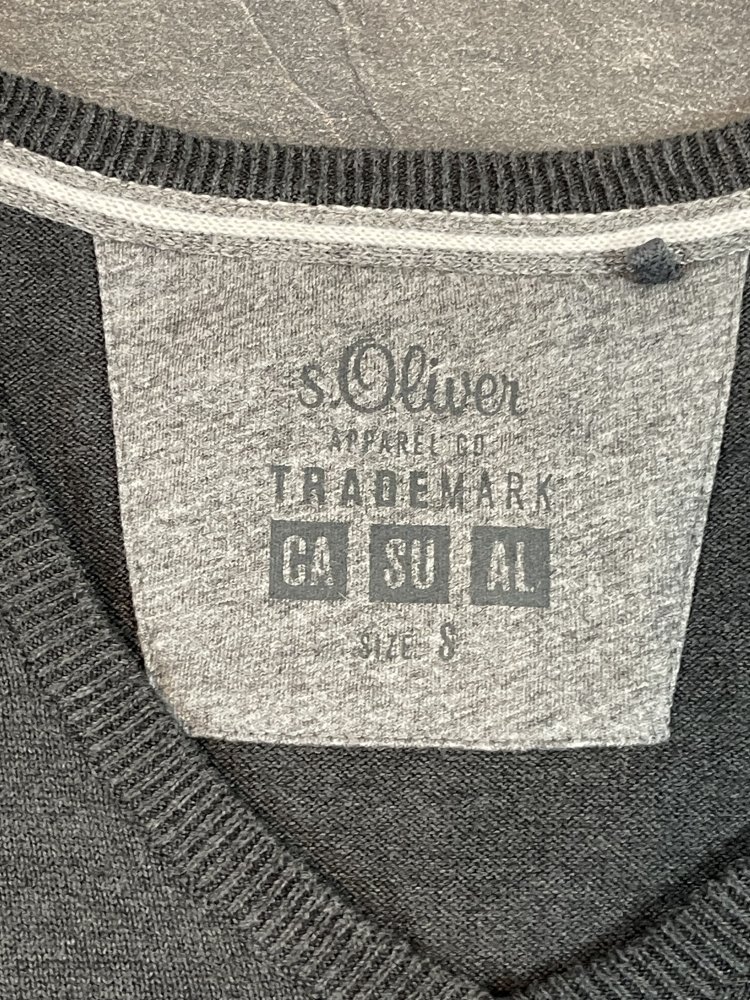 s.Oliver
APPAREL CO
TRADEMARK
CA SU AL
SIZE S